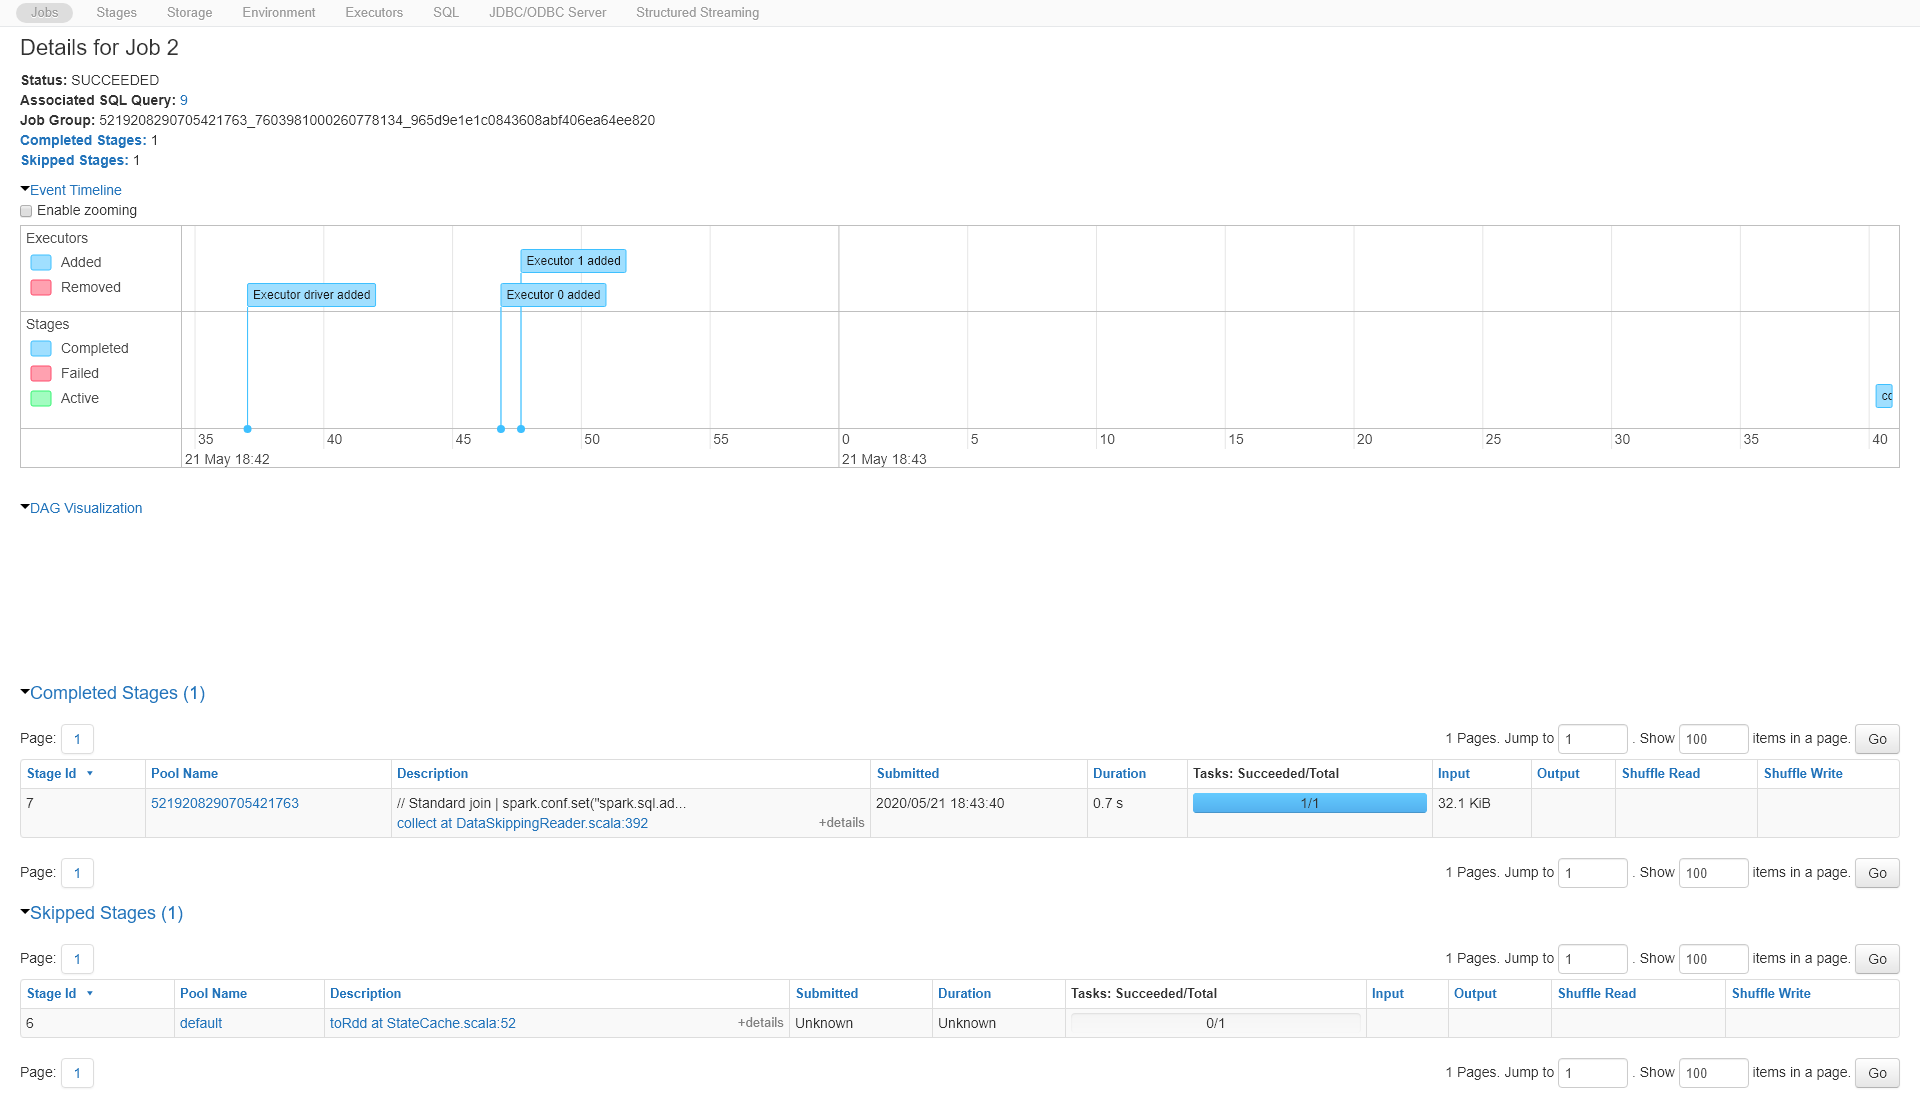 Jobs Stages Storage Environment Executors SQL JDBC/ODBC Server Structured Streaming
Details for Job 2
Status: SUCCEEDED
Associated SQL Query: 9
Job Group: 5219208290705421763_7603981000260778134_965d9e1e1c0843608abf406ea64ee820
Completed Stages: 1
Skipped Stages: 1
Event Timeline
Enable zooming
Executors
Added
Removed
Executor 1 added
Executor driver added
Executor 0 added
Stages
Completed
Failed
Active
35 40 45 50 55 0 5 10 15 20 25 30 35 40
21 May 18:42 21 May 18:43
DAG Visualization
Completed Stages (1)
Page: 1 1 Pages. Jump to 1 . Show 100 items in a page. Go
Stage Id Pool Name Description Submitted Duration Tasks: Succeeded/Total Input Output Shuffle Read Shuffle Write
7 5219208290705421763 // Standard join | spark.conf.set("spark.sql.ad... 2020/05/21 18:43:40 0.7 s 1/1 32.1 KiB
collect at DataSkippingReader.scala:392 +details
Page: 1 1 Pages. Jump to 1 . Show 100 items in a page. Go
Skipped Stages (1)
Page: 1 1 Pages. Jump to 1 . Show 100 items in a page. Go
Stage Id Pool Name Description Submitted Duration Tasks: Succeeded/Total Input Output Shuffle Read Shuffle Write
6 default toRdd at StateCache.scala:52 +details Unknown Unknown 0/1
Page: 1 1 Pages. Jump to 1 . Show 100 items in a page. Go